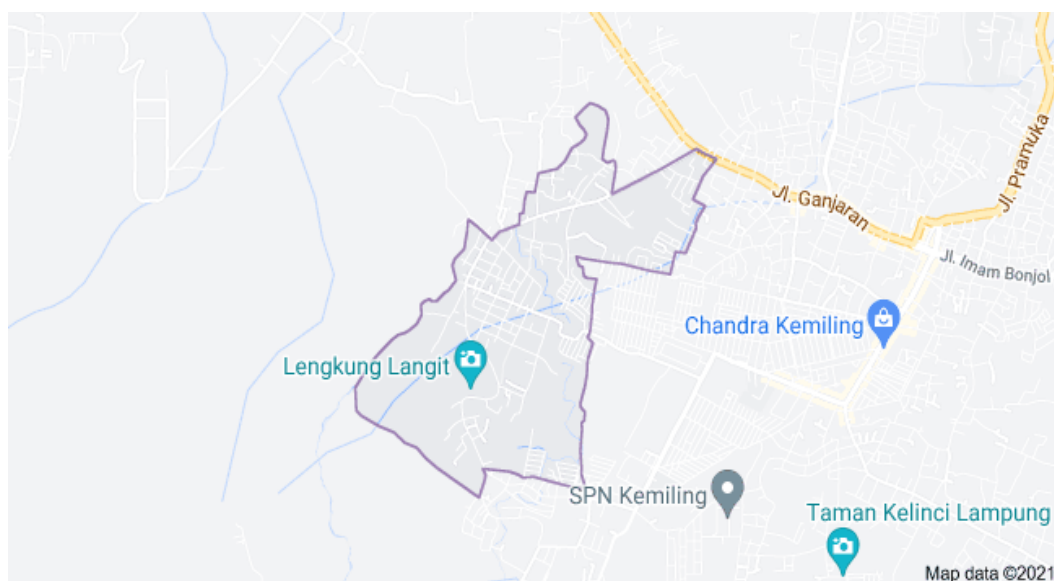 Jl. Pramuka
Jl. Ganjaran
Jl. Imam Bonjol
Chandra Kemiling
Lengkung Langit
SPN Kemiling
Taman Kelinci Lampung
Map data ©2021